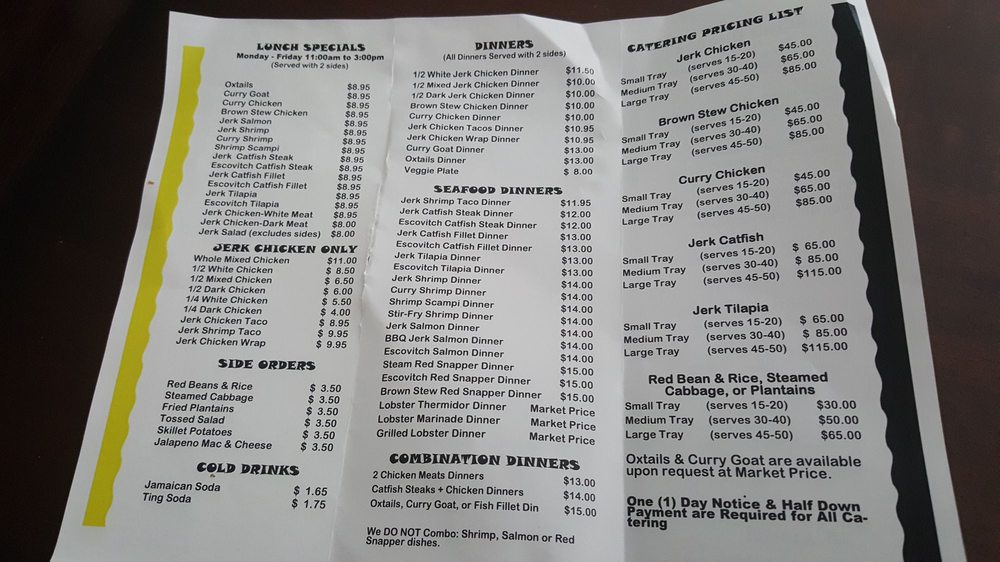 LUNCH SPECIALS
Monday - Friday 11:00am to 3:00pm
(Served with 2 sides)
Oxtails $8.95
Curry Goat $8.95
Curry Chicken $8.95
Brown Stew Chicken $8.95
Jerk Salmon $8.95
Jerk Shrimp $8.95
Curry Shrimp $8.95
Shrimp Scampi $8.95
Jerk Catfish Steak $8.95
Escovitch Catfish Steak $8.95
Jerk Catfish Fillet $8.95
Escovitch Catfish Fillet $8.95
Jerk Tilapia $8.95
Escovitch Tilapia $8.95
Jerk Chicken-White Meat $8.95
Jerk Chicken-Dark Meat $8.00
Jerk Salad (excludes sides) $8.00
JERK CHICKEN ONLY
Whole Mixed Chicken $11.00
1/2 White Chicken $ 8.50
1/2 Mixed Chicken $ 6.50
1/2 Dark Chicken $ 6.00
1/4 White Chicken $ 5.50
1/4 Dark Chicken $ 4.00
Jerk Chicken Taco $ 8.95
Jerk Shrimp Taco $ 9.95
Jerk Chicken Wrap $ 9.95
SIDE ORDERS
Red Beans & Rice $ 3.50
Steamed Cabbage $ 3.50
Fried Plantains $ 3.50
Tossed Salad $ 3.50
Skillet Potatoes $ 3.50
Jalapeno Mac & Cheese $ 3.50
COLD DRINKS
Jamaican Soda $ 1.65
Ting Soda $ 1.75
DINNERS
(All Dinners Served with 2 sides)
1/2 White Jerk Chicken Dinner $11.50
1/2 Mixed Jerk Chicken Dinner $10.00
1/2 Dark Jerk Chicken Dinner $10.00
Brown Stew Chicken Dinner $10.00
Curry Chicken Dinner $10.00
Jerk Chicken Tacos Dinner $10.95
Jerk Chicken Wrap Dinner $10.95
Curry Goat Dinner $13.00
Oxtails Dinner $13.00
Veggie Plate $ 8.00
SEAFOOD DINNERS
Jerk Shrimp Taco Dinner $11.95
Jerk Catfish Steak Dinner $12.00
Escovitch Catfish Steak Dinner $12.00
Jerk Catfish Fillet Dinner $13.00
Escovitch Catfish Fillet Dinner $13.00
Jerk Tilapia Dinner $13.00
Escovitch Tilapia Dinner $13.00
Jerk Shrimp Dinner $14.00
Curry Shrimp Dinner $14.00
Shrimp Scampi Dinner $14.00
Stir-Fry Shrimp Dinner $14.00
Jerk Salmon Dinner $14.00
BBQ Jerk Salmon Dinner $14.00
Escovitch Salmon Dinner $14.00
Steam Red Snapper Dinner $15.00
Escovitch Red Snapper Dinner $15.00
Brown Stew Red Snapper Dinner $15.00
Lobster Thermidor Dinner Market Price
Lobster Marinade Dinner Market Price
Grilled Lobster Dinner Market Price
COMBINATION DINNERS
2 Chicken Meats Dinners $13.00
Catfish Steaks + Chicken Dinners $14.00
Oxtails, Curry Goat, or Fish Fillet Din $15.00
We DO NOT Combo: Shrimp, Salmon or Red
Snapper dishes.
CATERING PRICING LIST
Jerk Chicken
Small Tray (serves 15-20) $45.00
Medium Tray (serves 30-40) $65.00
Large Tray (serves 45-50) $85.00
Brown Stew Chicken
Small Tray (serves 15-20) $45.00
Medium Tray (serves 30-40) $65.00
Large Tray (serves 45-50) $85.00
Curry Chicken
Small Tray (serves 15-20) $45.00
Medium Tray (serves 30-40) $65.00
Large Tray (serves 45-50) $85.00
Jerk Catfish
Small Tray (serves 15-20) $ 65.00
Medium Tray (serves 30-40) $ 85.00
Large Tray (serves 45-50) $115.00
Jerk Tilapia
Small Tray (serves 15-20) $ 65.00
Medium Tray (serves 30-40) $ 85.00
Large Tray (serves 45-50) $115.00
Red Bean & Rice, Steamed
Cabbage, or Plantains
Small Tray (serves 15-20) $30.00
Medium Tray (serves 30-40) $50.00
Large Tray (serves 45-50) $65.00
Oxtails & Curry Goat are available
upon request at Market Price.
One (1) Day Notice & Half Down
Payment are Required for All Ca-
tering